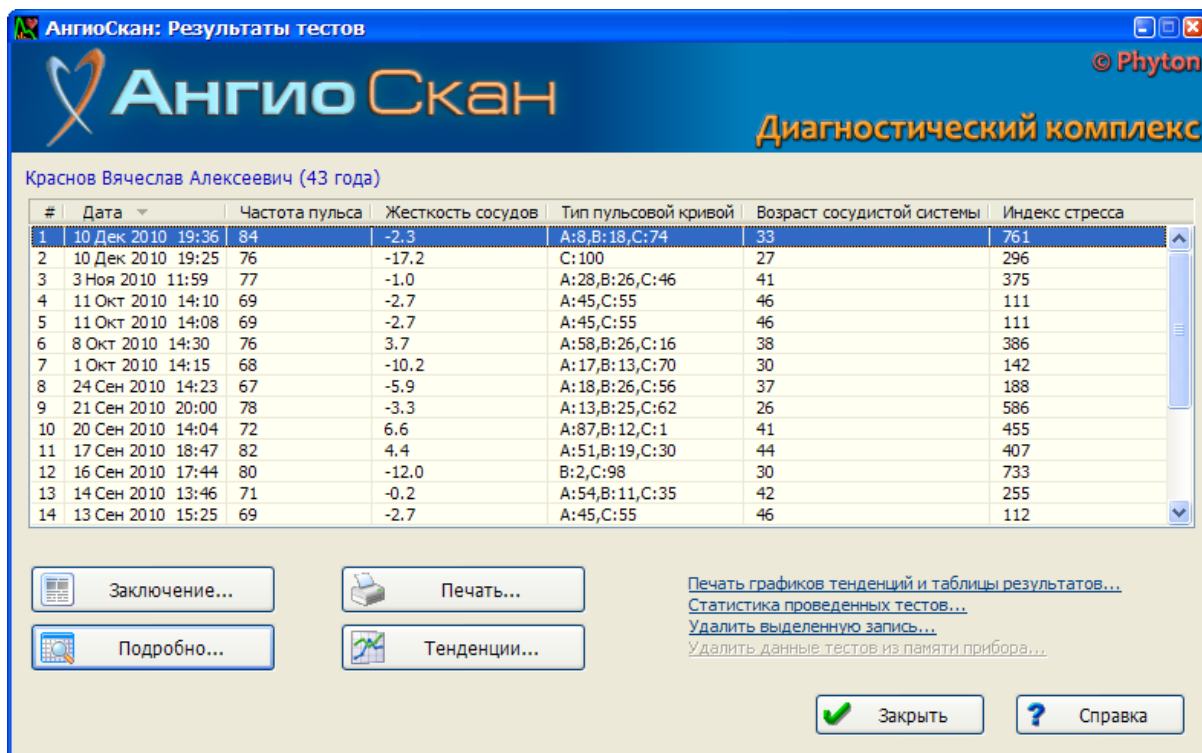 АнгиоСкан: Результаты тестов
© Phyton
АнгиоСкан
Диагностический комплекс
Краснов Вячеслав Алексеевич (43 года)
# Дата Частота пульса Жесткость сосудов Тип пульсовой кривой Возраст сосудистой системы Индекс стресса
1 10 Дек 2010 19:36 84 -2.3 A:8,B:18,C:74 33 761
2 10 Дек 2010 19:25 76 -17.2 C:100 27 296
3 3 Ноя 2010 11:59 77 -1.0 A:28,B:26,C:46 41 375
4 11 Окт 2010 14:10 69 -2.7 A:45,C:55 46 111
5 11 Окт 2010 14:08 69 -2.7 A:45,C:55 46 111
6 8 Окт 2010 14:30 76 3.7 A:58,B:26,C:16 38 386
7 1 Окт 2010 14:15 68 -10.2 A:17,B:13,C:70 30 142
8 24 Сен 2010 14:23 67 -5.9 A:18,B:26,C:56 37 188
9 21 Сен 2010 20:00 78 -3.3 A:13,B:25,C:62 26 586
10 20 Сен 2010 14:04 72 6.6 A:87,B:12,C:1 41 455
11 17 Сен 2010 18:47 82 4.4 A:51,B:19,C:30 44 407
12 16 Сен 2010 17:44 80 -12.0 B:2,C:98 30 733
13 14 Сен 2010 13:46 71 -0.2 A:54,B:11,C:35 42 255
14 13 Сен 2010 15:25 69 -2.7 A:45,C:55 46 112
Заключение... Печать... Печать графиков тенденций и таблицы результатов...
Статистика проведенных тестов...
Подробно... Тенденции... Удалить выделенную запись...
Удалить данные тестов из памяти прибора...
Закрыть ? Справка